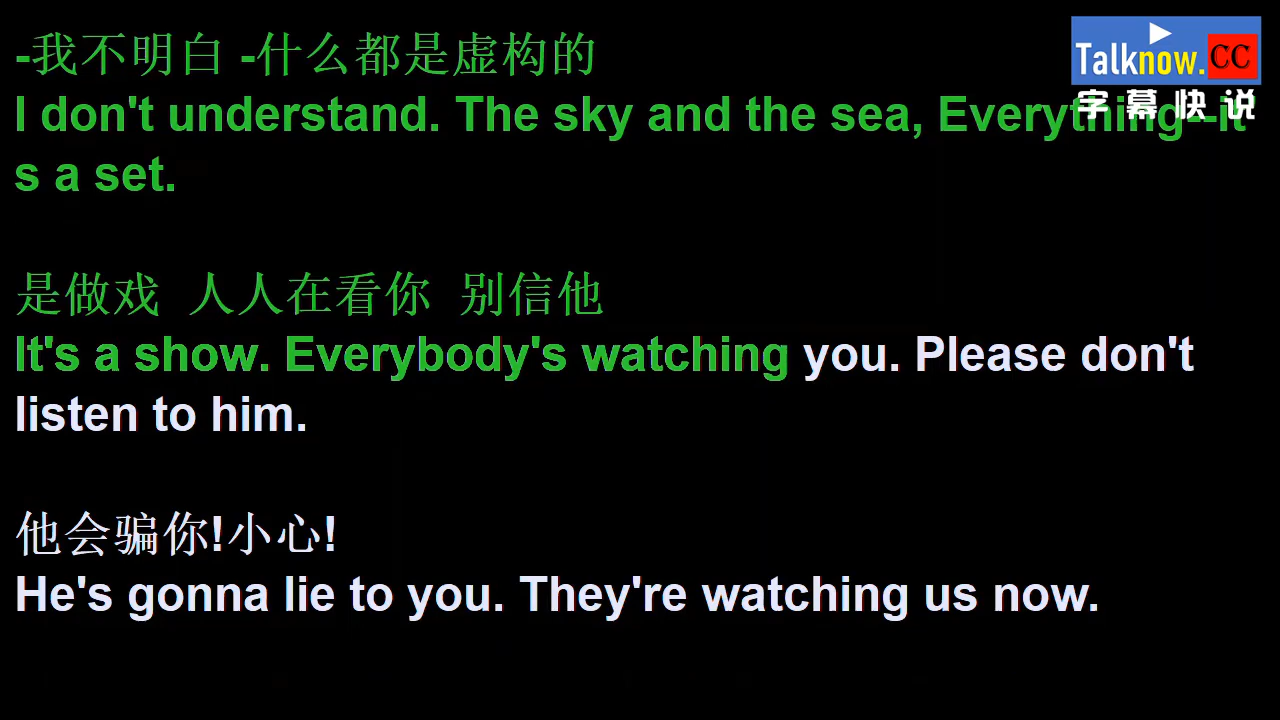 -我不明白 -什么都是虚构的
I don't understand. The sky and the sea, Everything--it'
s a set.
是做戏 人人在看你 别信他
It's a show. Everybody's watching you. Please don't
listen to him.
他会骗你!小心!
He's gonna lie to you. They're watching us now.
Talknow.CC
字幕快说